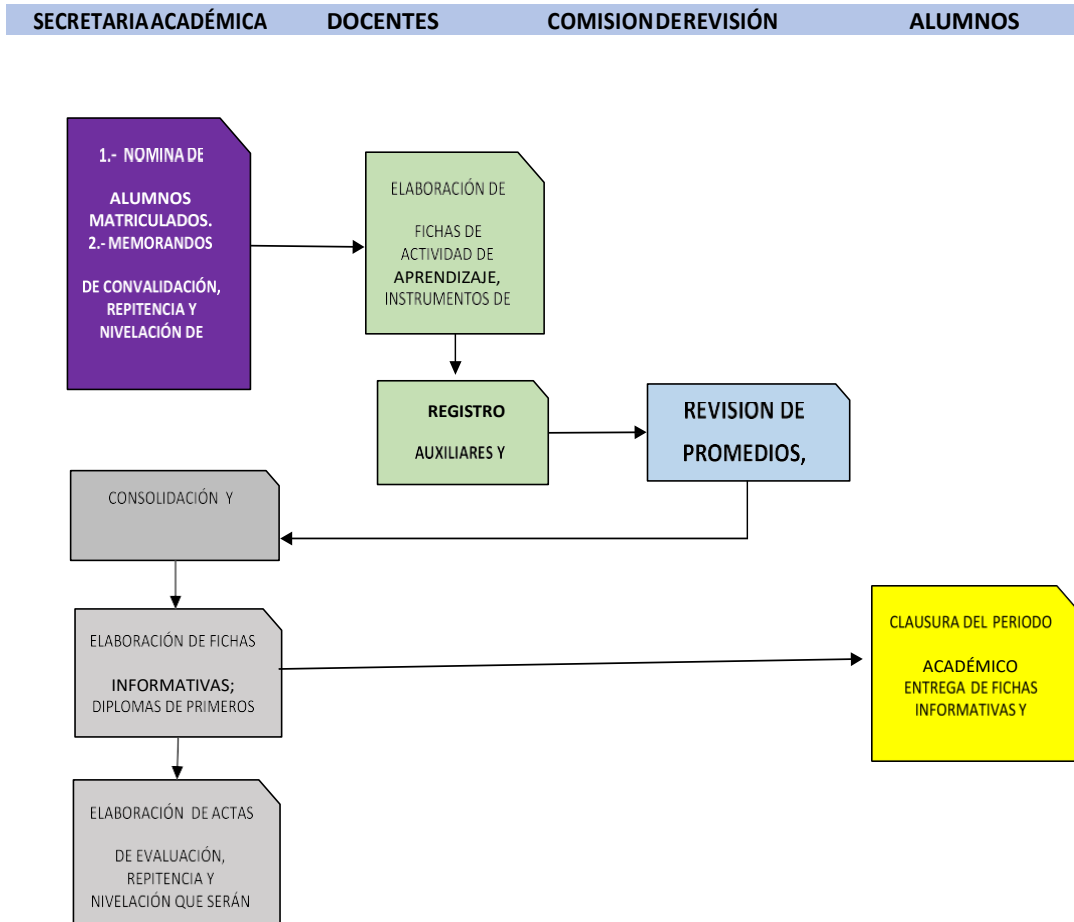 SECRETARIA ACADÉMICA DOCENTES COMISION DE REVISIÓN ALUMNOS
1.- NOMINA DE
ALUMNOS
MATRICULADOS.
2.- MEMORANDOS
DE CONVALIDACIÓN,
REPITENCIA Y
NIVELACIÓN DE
ELABORACIÓN DE
FICHAS DE
ACTIVIDAD DE
APRENDIZAJE,
INSTRUMENTOS DE
REGISTRO
AUXILIARES Y
REVISION DE
PROMEDIOS,
CONSOLIDACIÓN Y
ELABORACIÓN DE FICHAS
INFORMATIVAS;
DIPLOMAS DE PRIMEROS
CLAUSURA DEL PERIODO
ACADÉMICO
ENTREGA DE FICHAS
INFORMATIVAS Y
ELABORACIÓN DE ACTAS
DE EVALUACIÓN,
REPITENCIA Y
NIVELACIÓN QUE SERÁN